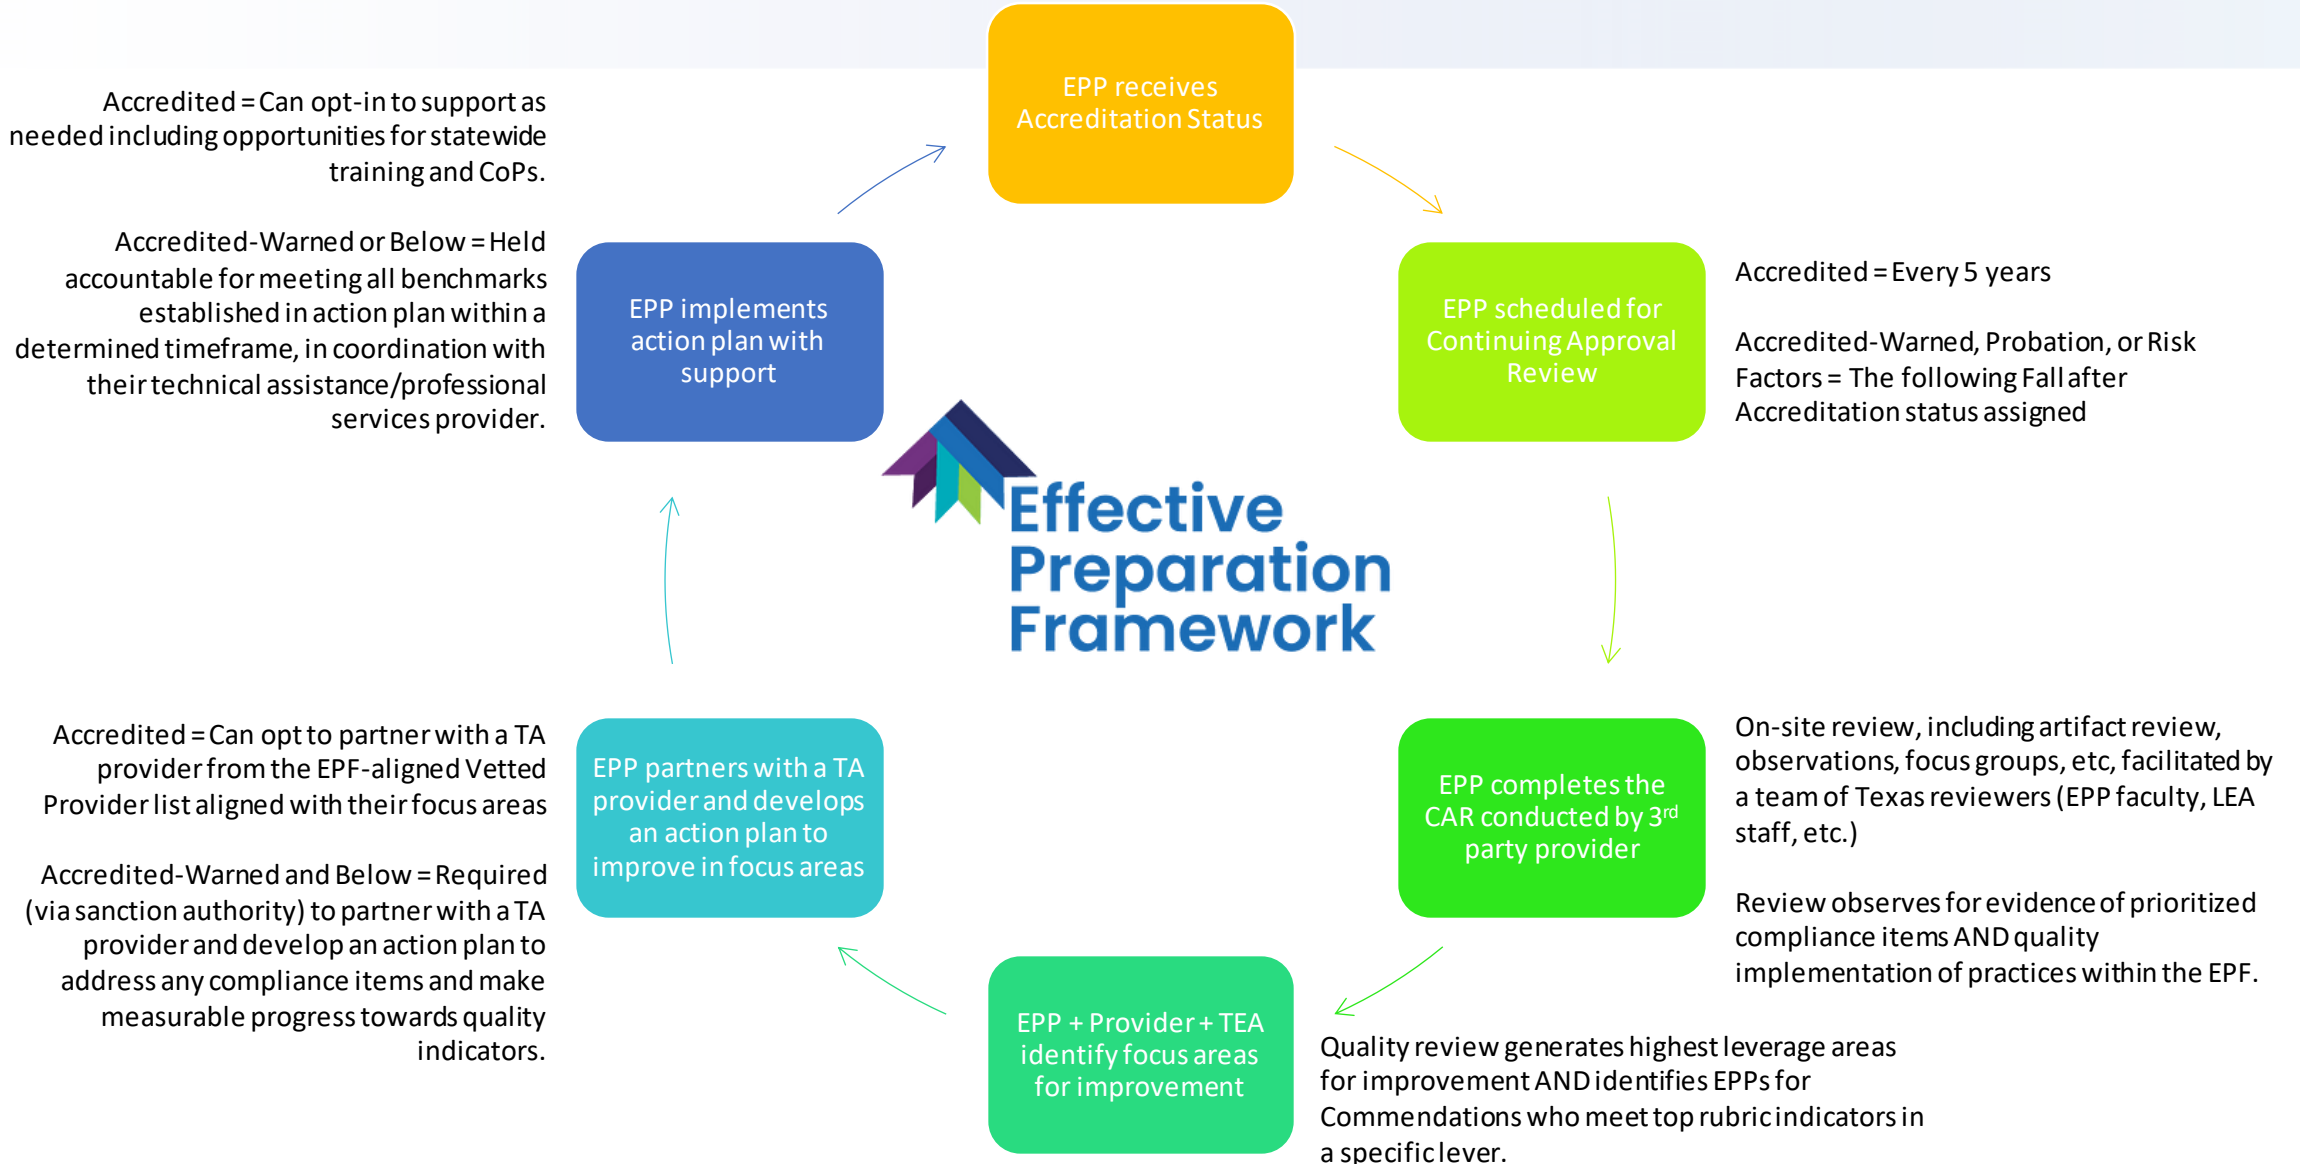 EPP receives
Accreditation Status
Accredited = Can opt-in to support as
needed including opportunities for statewide
training and CoPs.
Accredited-Warned or Below = Held
accountable for meeting all benchmarks
established in action plan within a
determined timeframe, in coordination with
their technical assistance/professional
services provider.
EPP implements
action plan with
support
EPP scheduled for
Continuing Approval
Review
Accredited = Every 5 years
Accredited-Warned, Probation, or Risk
Factors = The following Fall after
Accreditation status assigned
Effective
Preparation
Framework
Accredited = Can opt to partner with a TA
provider from the EPF-aligned Vetted
Provider list aligned with their focus areas
Accredited-Warned and Below = Required
(via sanction authority) to partner with a TA
provider and develop an action plan to
address any compliance items and make
measurable progress towards quality
indicators.
EPP partners with a TA
provider and develops
an action plan to
improve in focus areas
EPP completes the
CAR conducted by 3rd
party provider
On-site review, including artifact review,
observations, focus groups, etc, facilitated by
a team of Texas reviewers (EPP faculty, LEA
staff, etc.)
Review observes for evidence of prioritized
compliance items AND quality
implementation of practices within the EPF.
EPP + Provider + TEA
identify focus areas
for improvement
Quality review generates highest leverage areas
for improvement AND identifies EPPs for
Commendations who meet top rubric indicators in
a specific lever.